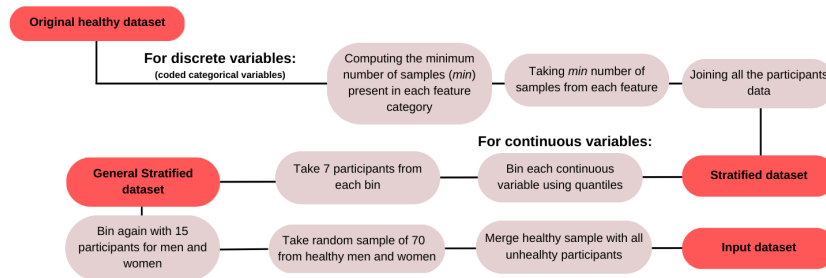 Original healthy dataset
For discrete variables:
(coded categorical variables)
Computing the minimum
number of samples (min)
present in each feature
category
Taking min number of
samples from each feature
Joining all the participants
data
For continuous variables:
General Stratified
dataset
Take 7 participants from
each bin
Bin each continuous
variable using quantiles
Stratified dataset
Bin again with 15
participants for men and
women
Take random sample of 70
from healthy men and women
Merge healthy sample with all
unhealhty participants
Input dataset